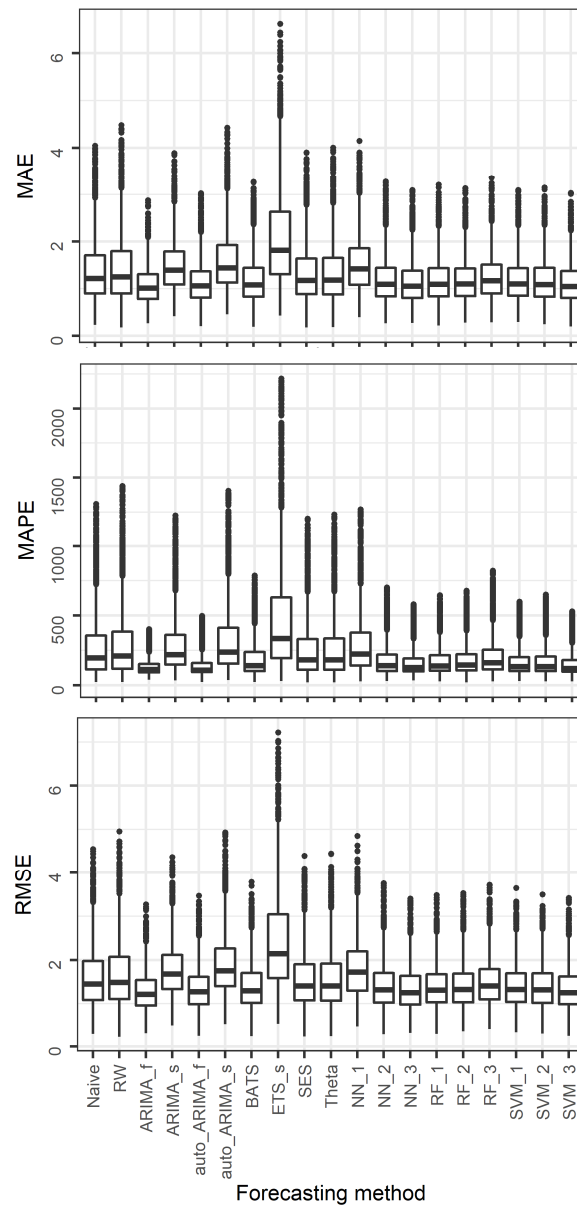 MAE
6
4
2
0
MAPE
2000
1500
1000
500
0
RMSE
6
4
2
0
Naive
RW
ARIMA_f
ARIMA_s
auto_ARIMA_f
auto_ARIMA_s
BATS
ETS_s
SES
Theta
NN_1
NN_2
NN_3
RF_1
RF_2
RF_3
SVM_1
SVM_2
SVM_3
Forecasting method